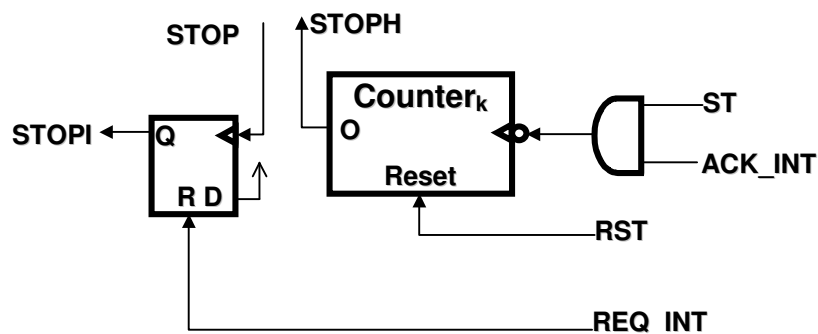 STOP
STOPH
Counterk
ST
STOPI
Q
O
ACK_INT
Reset
R D
RST
REQ_INT